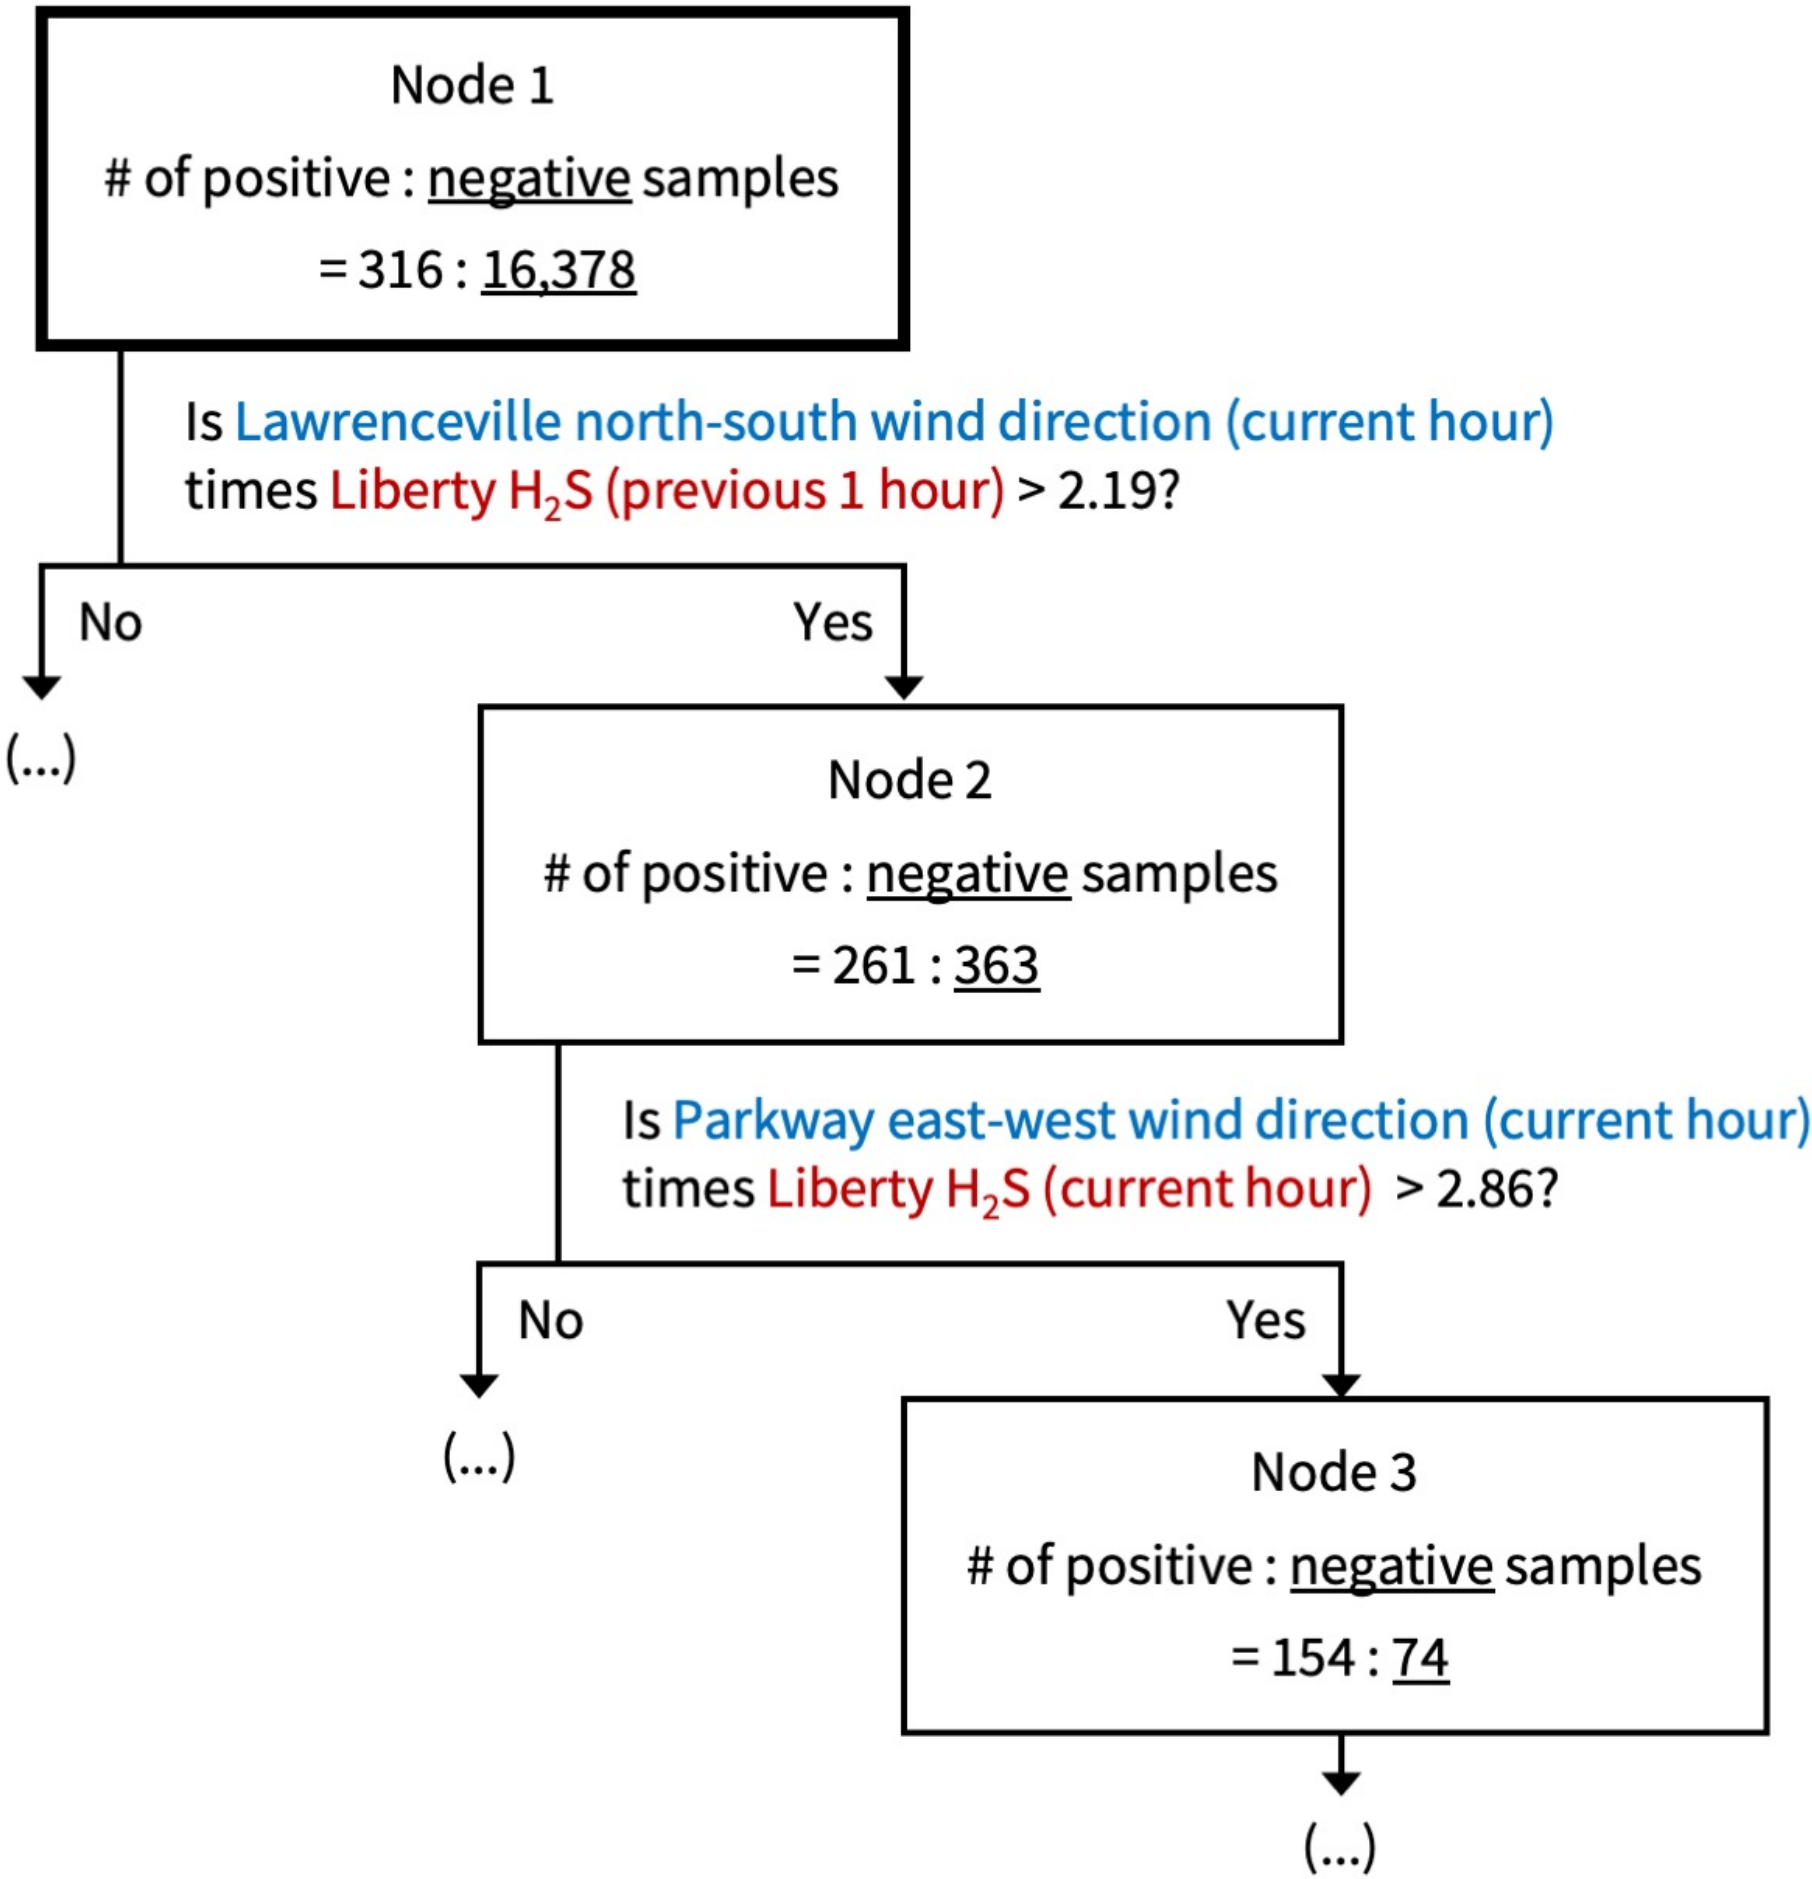 Node 1
# of positive : negative samples
= 316 : 16,378
Is Lawrenceville north-south wind direction (current hour)
times Liberty H₂S (previous 1 hour) > 2.19?
No
Yes
(...)
Node 2
# of positive : negative samples
= 261 : 363
Is Parkway east-west wind direction (current hour)
times Liberty H₂S (current hour) > 2.86?
No
Yes
(...)
Node 3
# of positive : negative samples
= 154 : 74
(...)